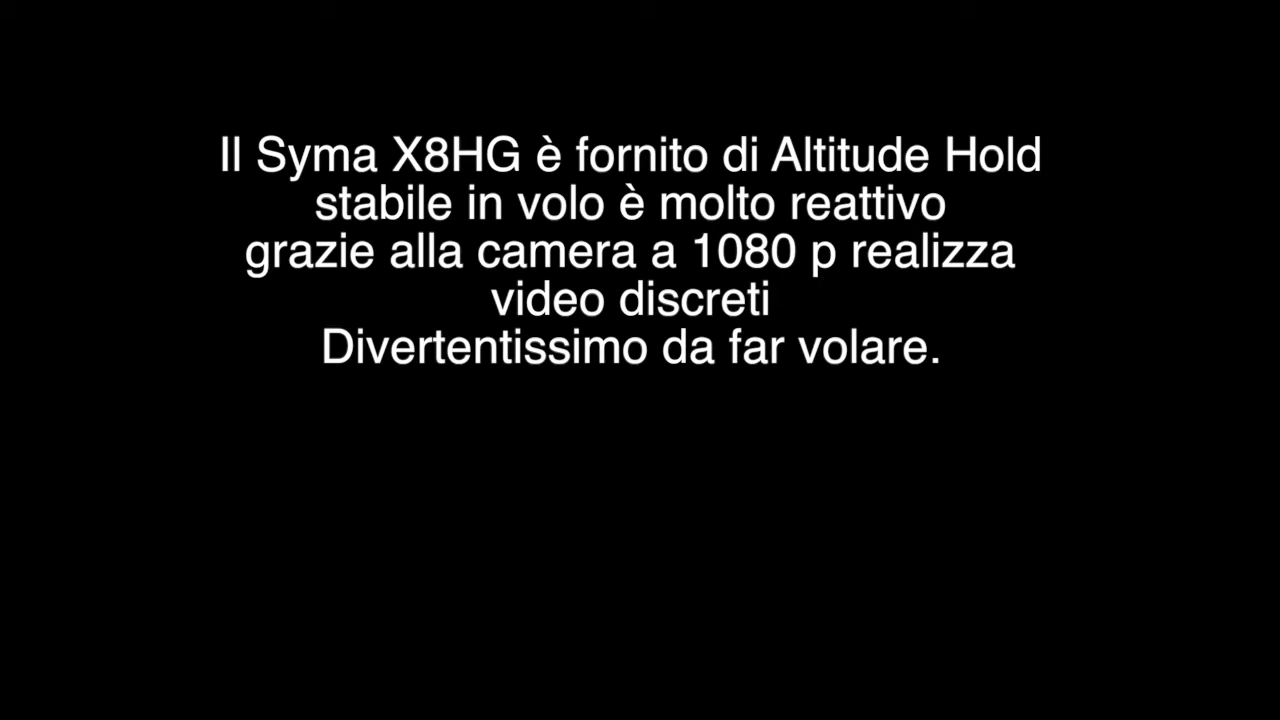 Il Syma X8HG è fornito di Altitude Hold
stabile in volo è molto reattivo
grazie alla camera a 1080 p realizza
video discreti
Divertentissimo da far volare.